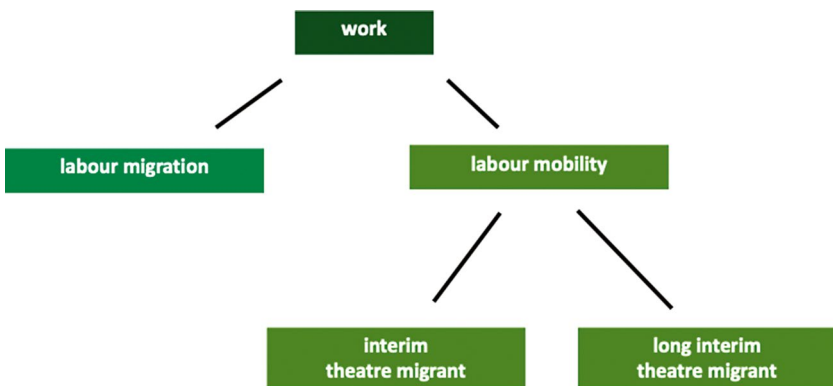 work
labour migration
labour mobility
interim
theatre migrant
long interim
theatre migrant